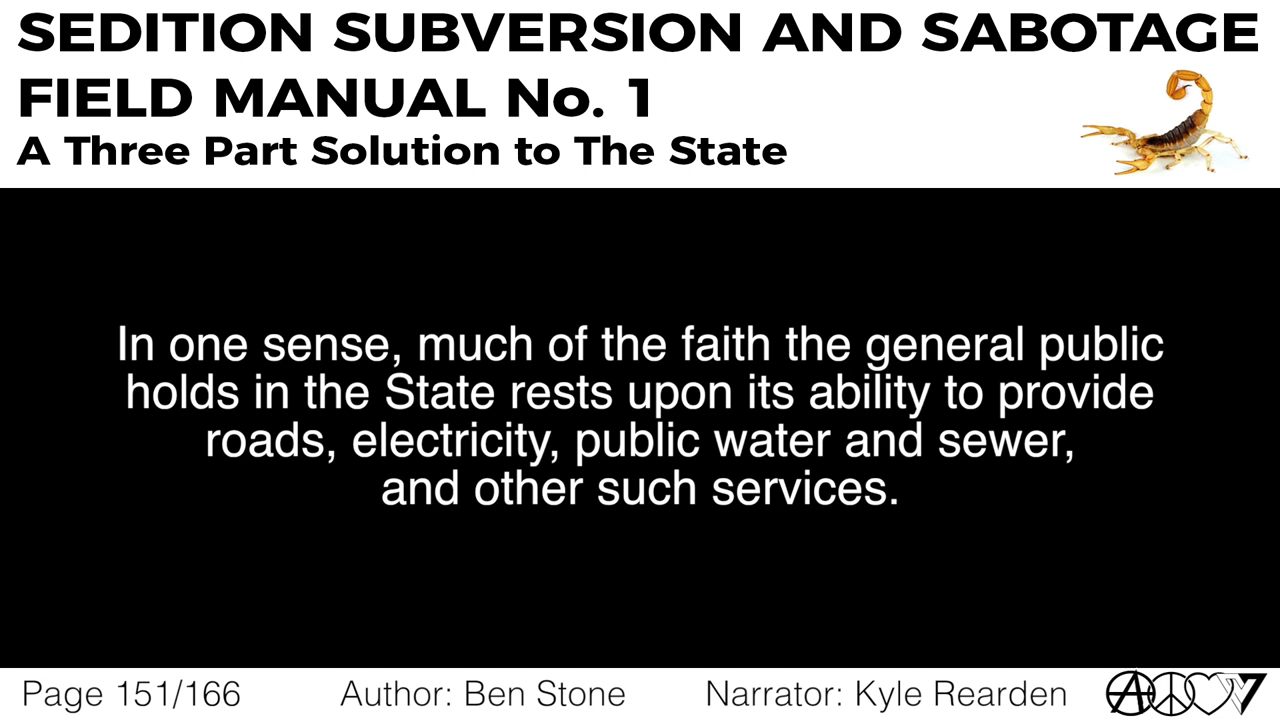 SEDITION SUBVERSION AND SABOTAGE
FIELD MANUAL No. 1
A Three Part Solution to The State
In one sense, much of the faith the general public
holds in the State rests upon its ability to provide
roads, electricity, public water and sewer,
and other such services.
Page 151/166 Author: Ben Stone Narrator: Kyle Rearden